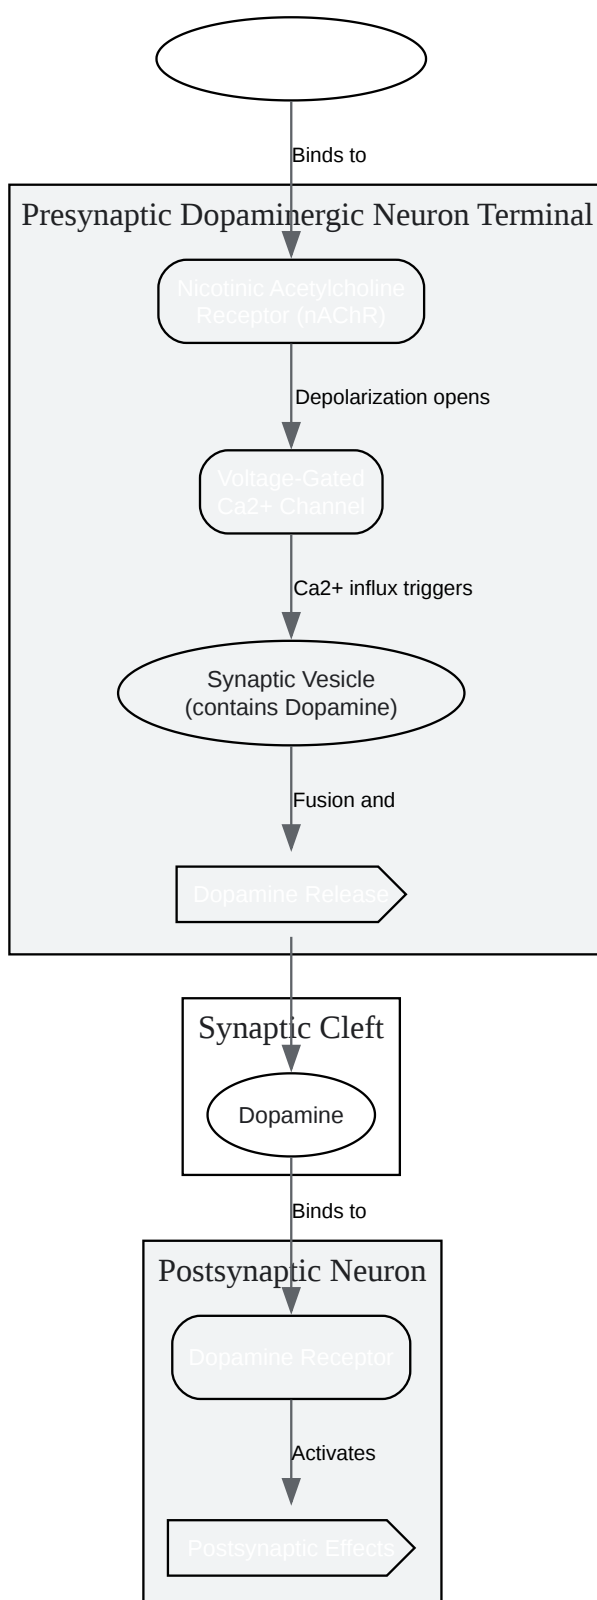 Binds to
Presynaptic Dopaminergic Neuron Terminal
Nicotinic Acetylcholine
Receptor (nAChR)
Depolarization opens
Voltage-Gated
Ca2+ Channel
Ca2+ influx triggers
Synaptic Vesicle
(contains Dopamine)
Fusion and
Dopamine Release
Synaptic Cleft
Dopamine
Binds to
Postsynaptic Neuron
Dopamine Receptor
Activates
Postsynaptic Effects